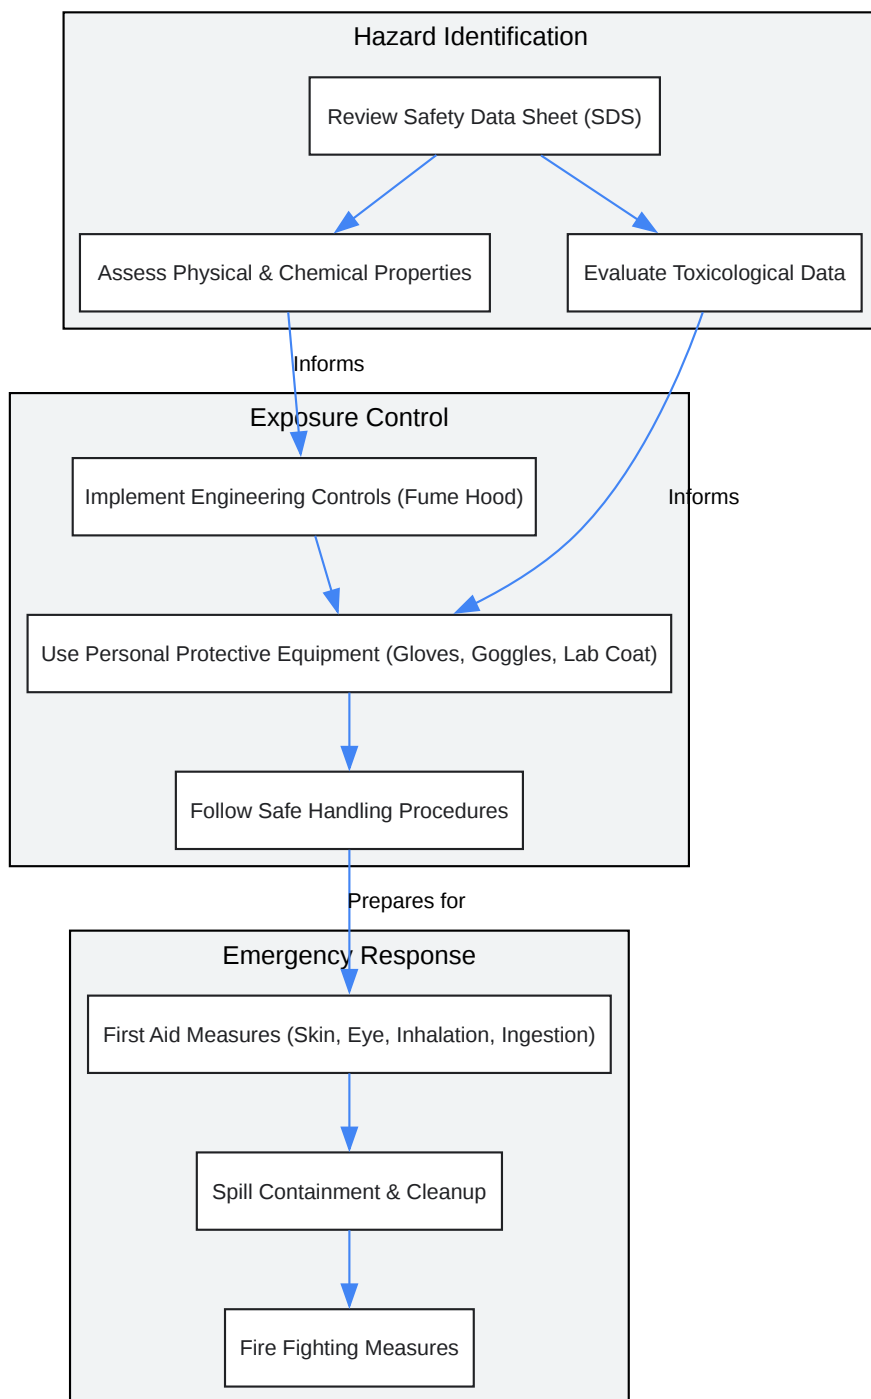 Hazard Identification
Review Safety Data Sheet (SDS)
Assess Physical & Chemical Properties
Evaluate Toxicological Data
Informs
Exposure Control
Implement Engineering Controls (Fume Hood)
Informs
Use Personal Protective Equipment (Gloves, Goggles, Lab Coat)
Follow Safe Handling Procedures
Prepares for
Emergency Response
First Aid Measures (Skin, Eye, Inhalation, Ingestion)
Spill Containment & Cleanup
Fire Fighting Measures